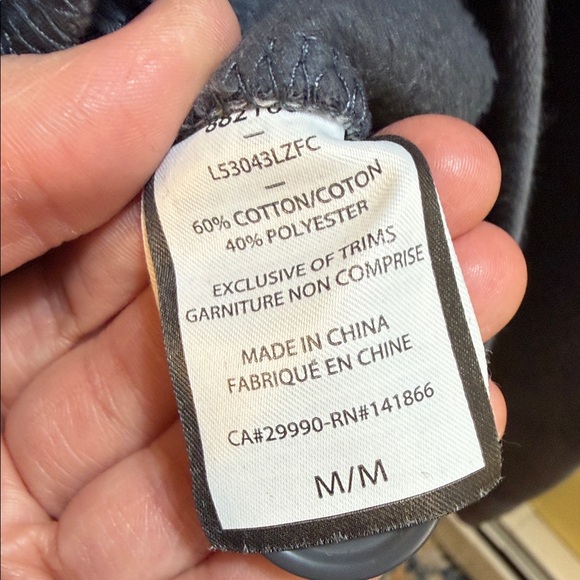 L53043LZFC
60% COTTON/COTON
40% POLYESTER
EXCLUSIVE OF TRIMS
GARNITURE NON COMPRISE
MADE IN CHINA
FABRIQUÉ EN CHINE
CA#29990-RN#141866
M/M